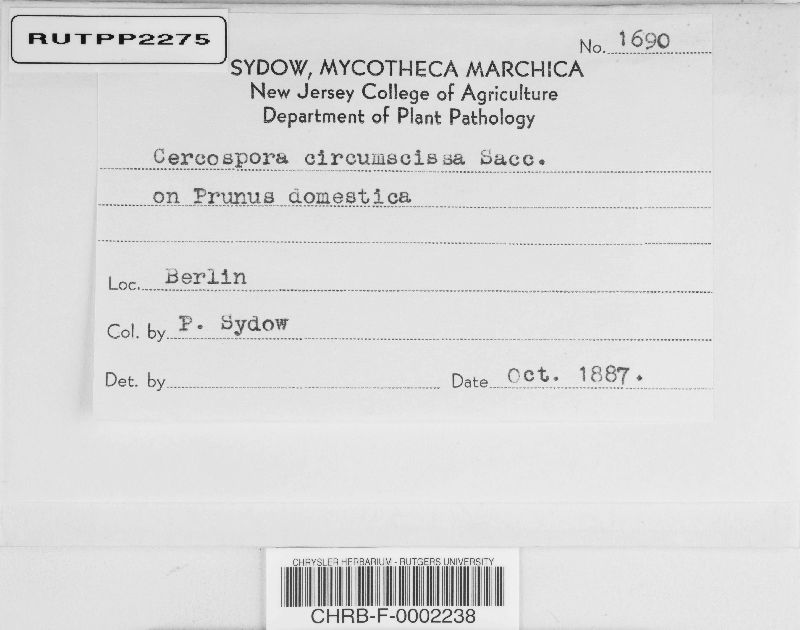 RUTPP2275
No. 1690
SYDOW, MYCOTHECA MARCHICA
New Jersey College of Agriculture
Department of Plant Pathology
Cercospora circumscissa Sacc.
on Prunus domestica
Loc. Berlin
Col. by P. Sydow
Det. by
Date Oct. 1887.
CHRYSLER HERBARIUM - RUTGERS UNIVERSITY
CHRB-F-0002238